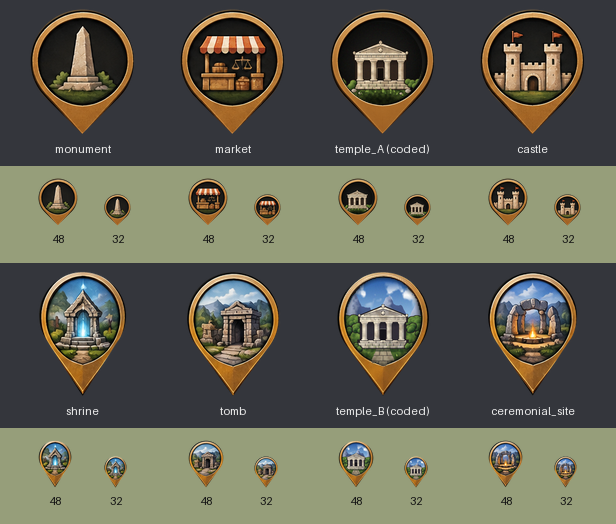 monument market temple_A (coded) castle
48 32 48 32 48 32 48 32
shrine tomb temple_B (coded) ceremonial_site
48 32 48 32 48 32 48 32